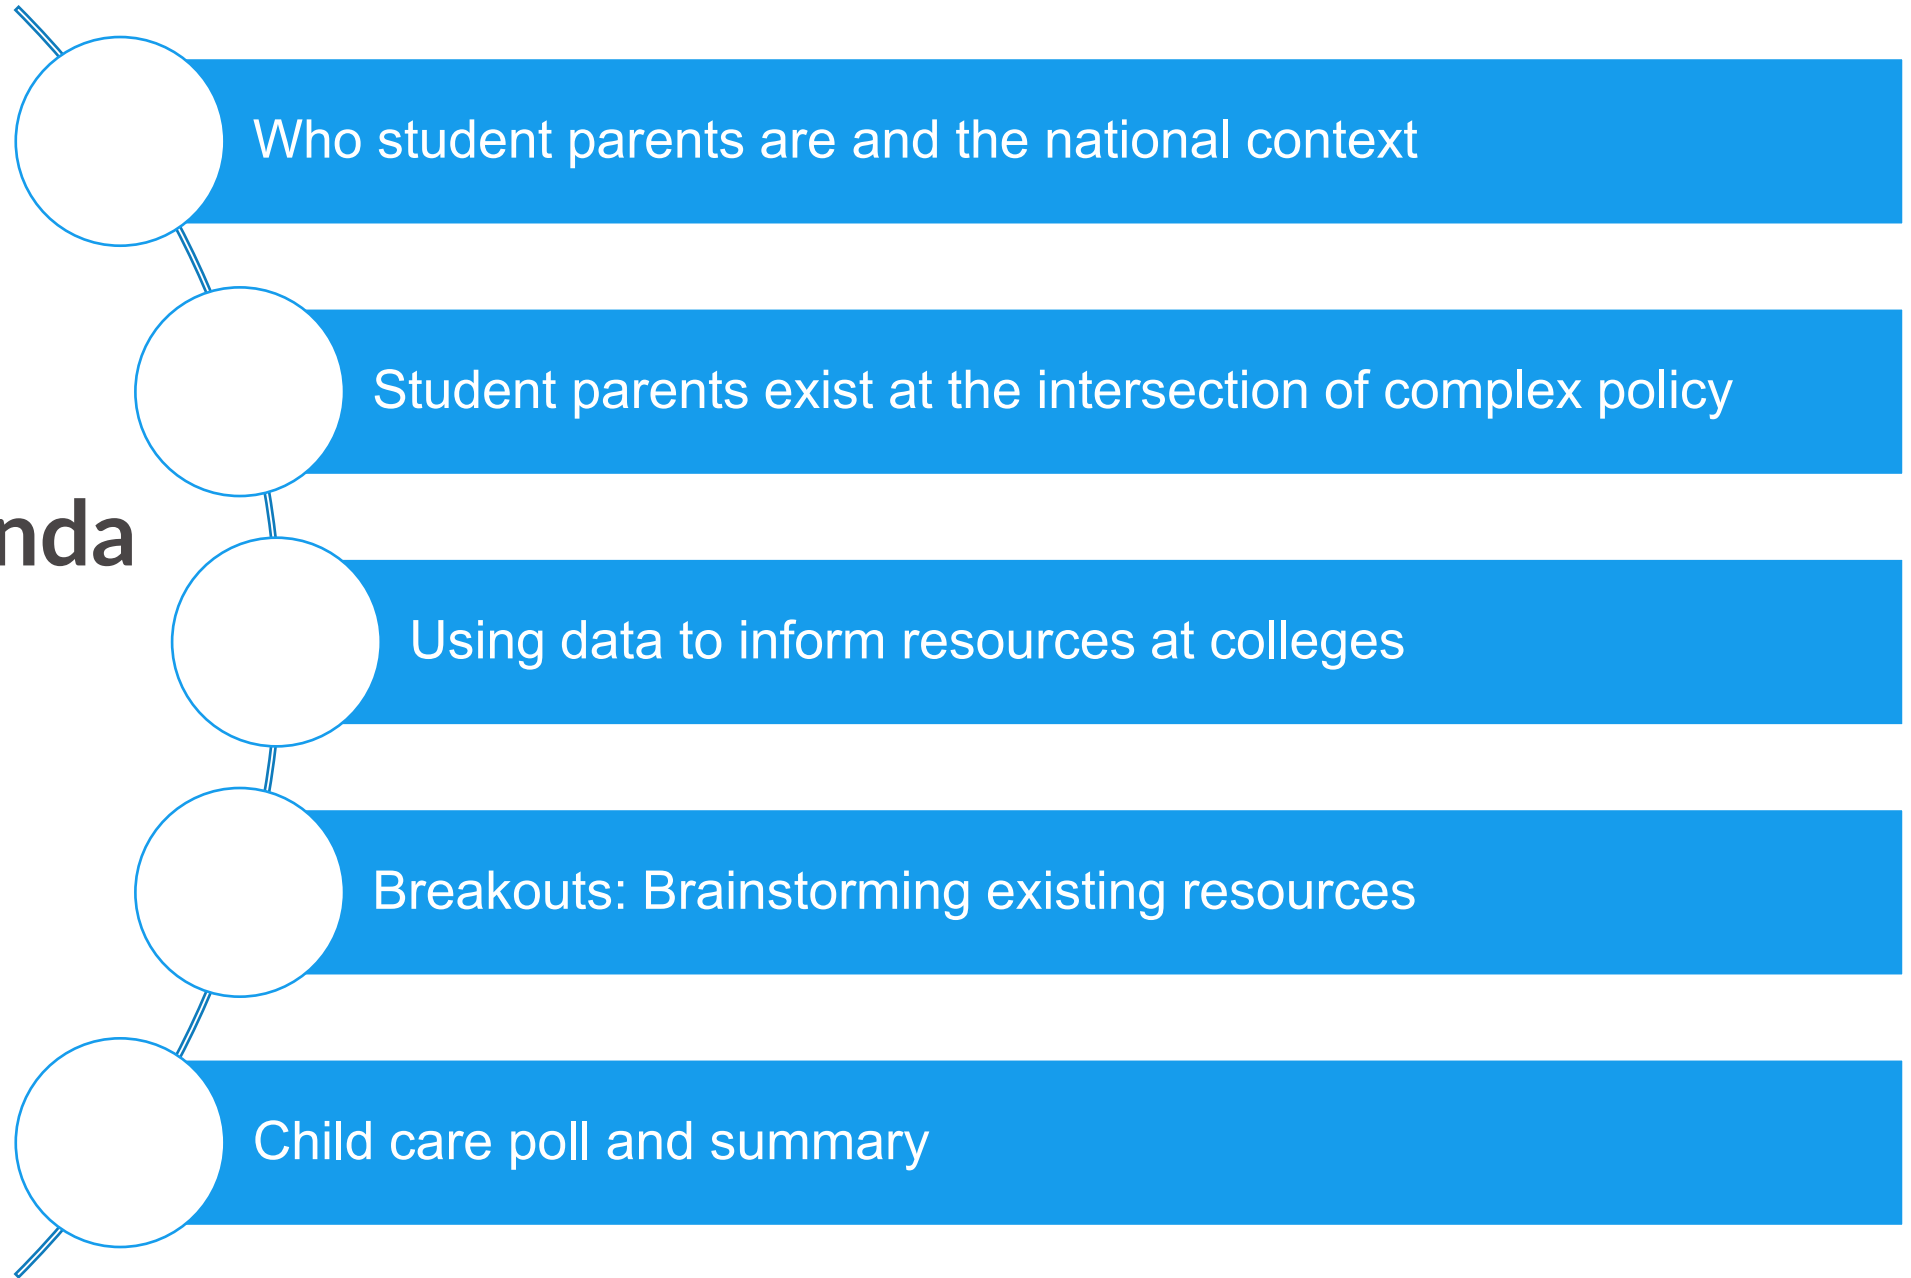 Who student parents are and the national context
Student parents exist at the intersection of complex policy
nda
Using data to inform resources at colleges
Breakouts: Brainstorming existing resources
Child care poll and summary